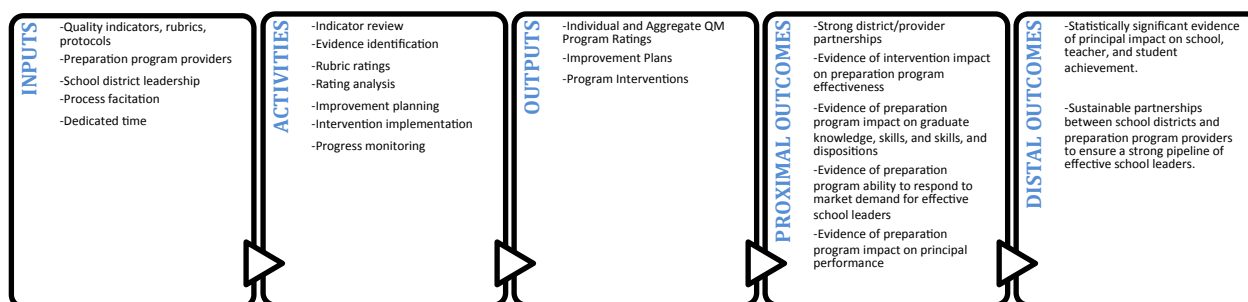 INPUTS
-Quality indicators, rubrics,
protocols
-Preparation program providers
-School district leadership
-Process facitation
-Dedicated time
ACTIVITIES
-Indicator review
-Evidence identification
-Rubric ratings
-Rating analysis
-Improvement planning
-Intervention implementation
-Progress monitoring
OUTPUTS
-Individual and Aggregate QM
Program Ratings
-Improvement Plans
-Program Interventions
PROXIMAL OUTCOMES
-Strong district/provider
partnerships
-Evidence of intervention impact
on preparation program
effectiveness
-Evidence of preparation
program impact on graduate
knowledge, skills, and skills, and
dispositions
-Evidence of preparation
program ability to respond to
market demand for effective
school leaders
-Evidence of preparation
program impact on principal
performance
DISTAL OUTCOMES
-Statistically significant evidence
of principal impact on school,
teacher, and student
achievement.
-Sustainable partnerships
between school districts and
preparation program providers
to ensure a strong pipeline of
effective school leaders.